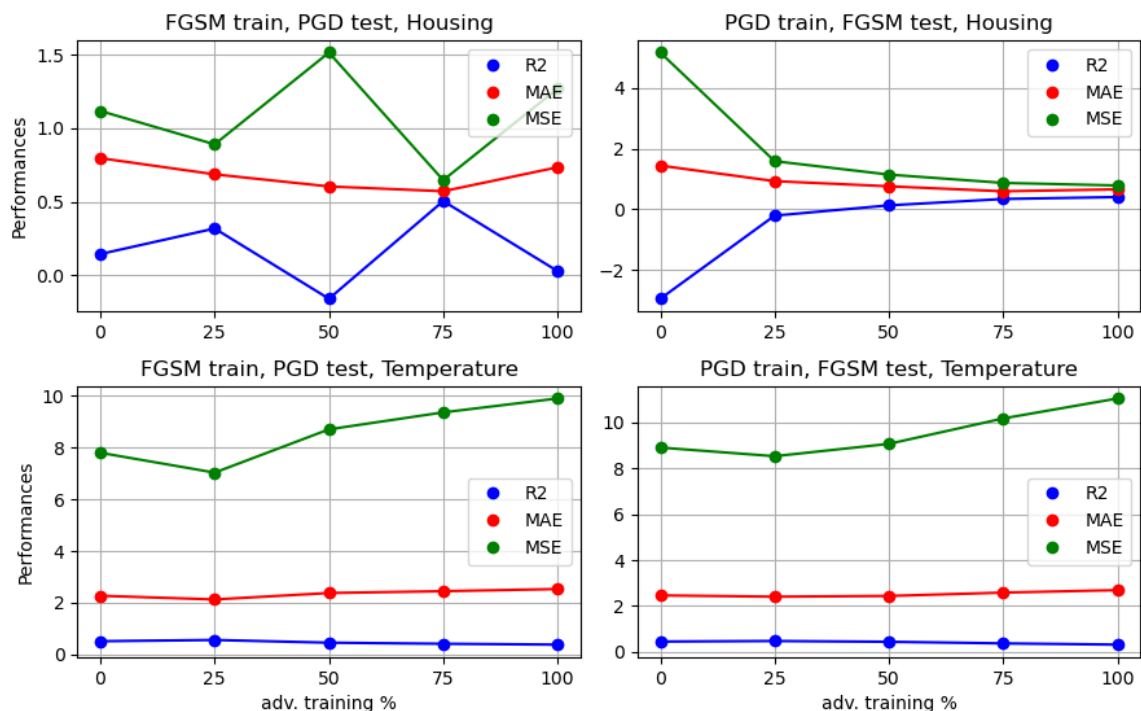 FGSM train, PGD test, Housing
Performances
1.5
1.0
0.5
0.0
0 25 50 75 100
R2
MAE
MSE
PGD train, FGSM test, Housing
4
2
0
−2
0 25 50 75 100
R2
MAE
MSE
FGSM train, PGD test, Temperature
Performances
10
8
6
4
2
0
0 25 50 75 100
adv. training %
R2
MAE
MSE
PGD train, FGSM test, Temperature
10
8
6
4
2
0
0 25 50 75 100
adv. training %
R2
MAE
MSE